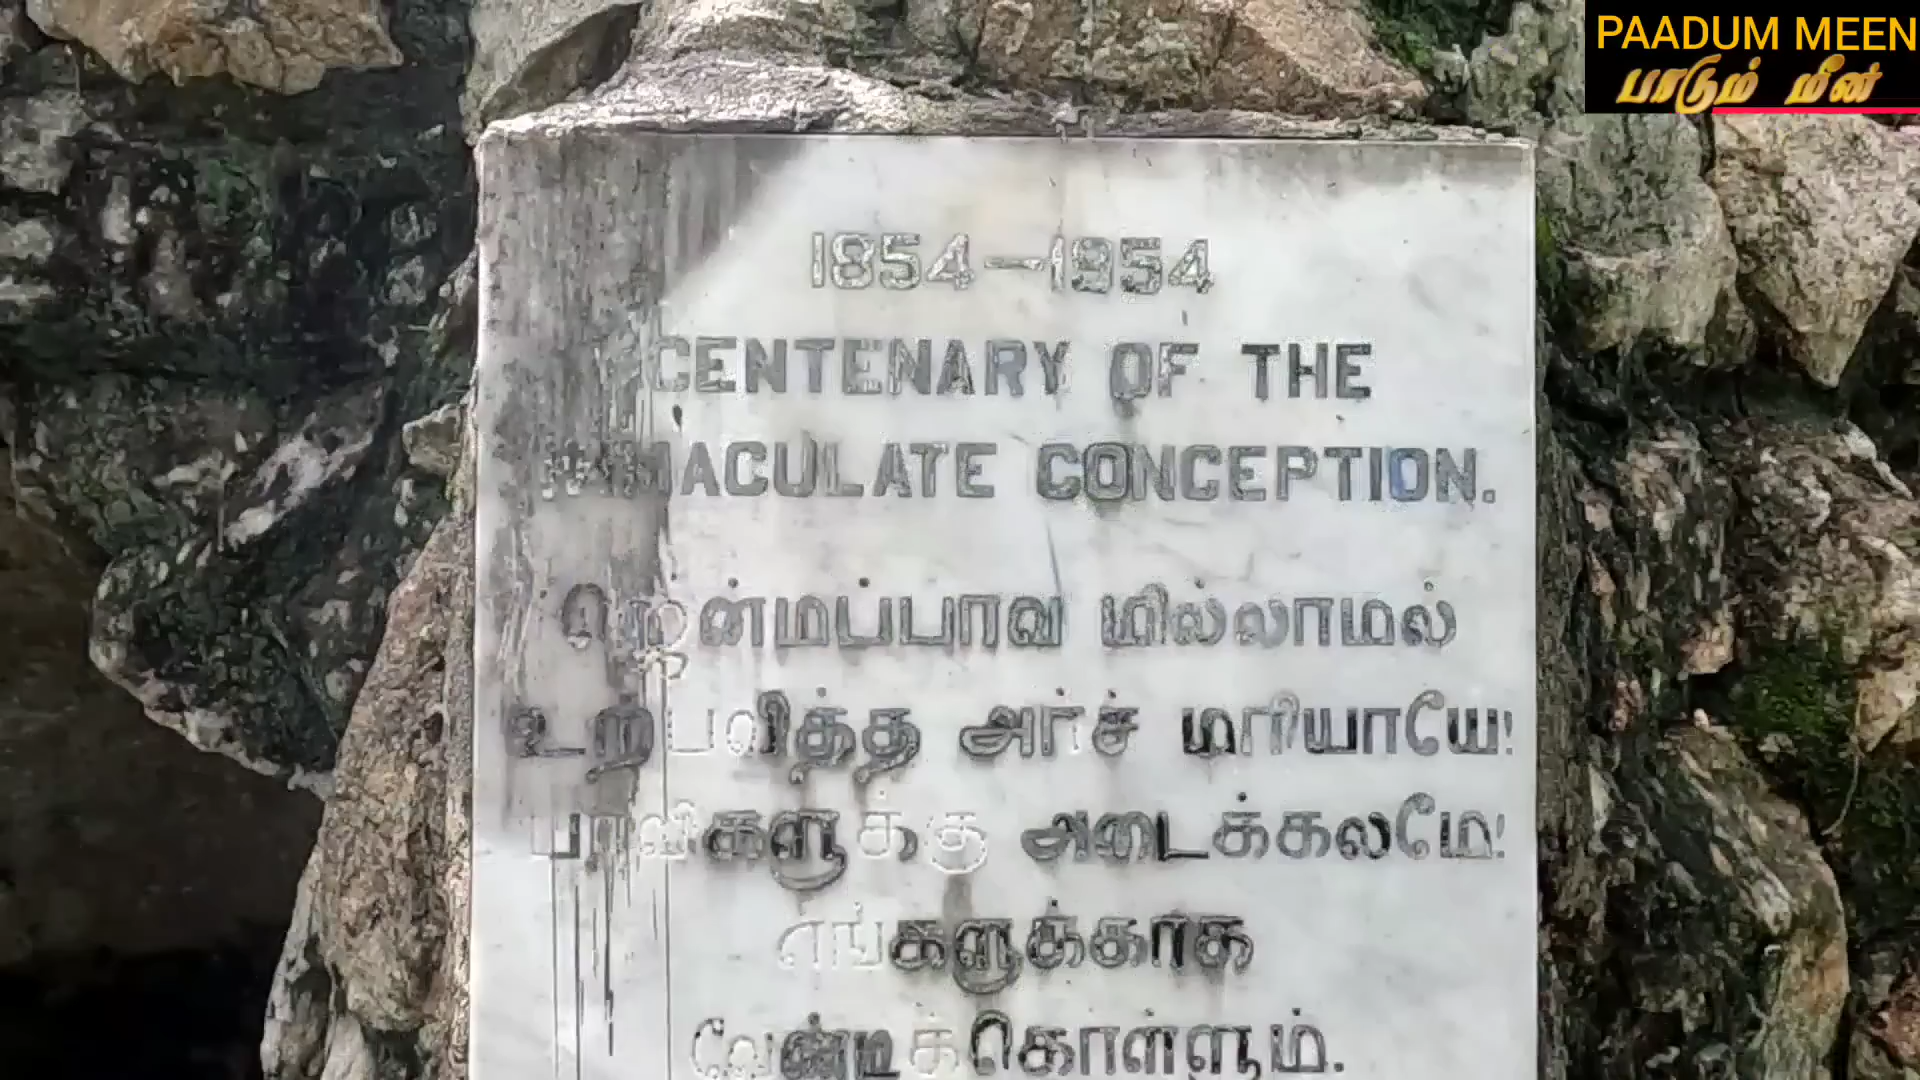 PAADUM MEEN
பாடும் மீன்
1854-1954
CENTENARY OF THE
IMMACULATE CONCEPTION.
ஜென்மப்பாவ மில்லாமல்
உற்பவித்த அர்ச் மரியாயே!
பாவிகளுக்கு அடைக்கலமே!
எங்களுக்காக
வேண்டிக்கொள்ளும்.